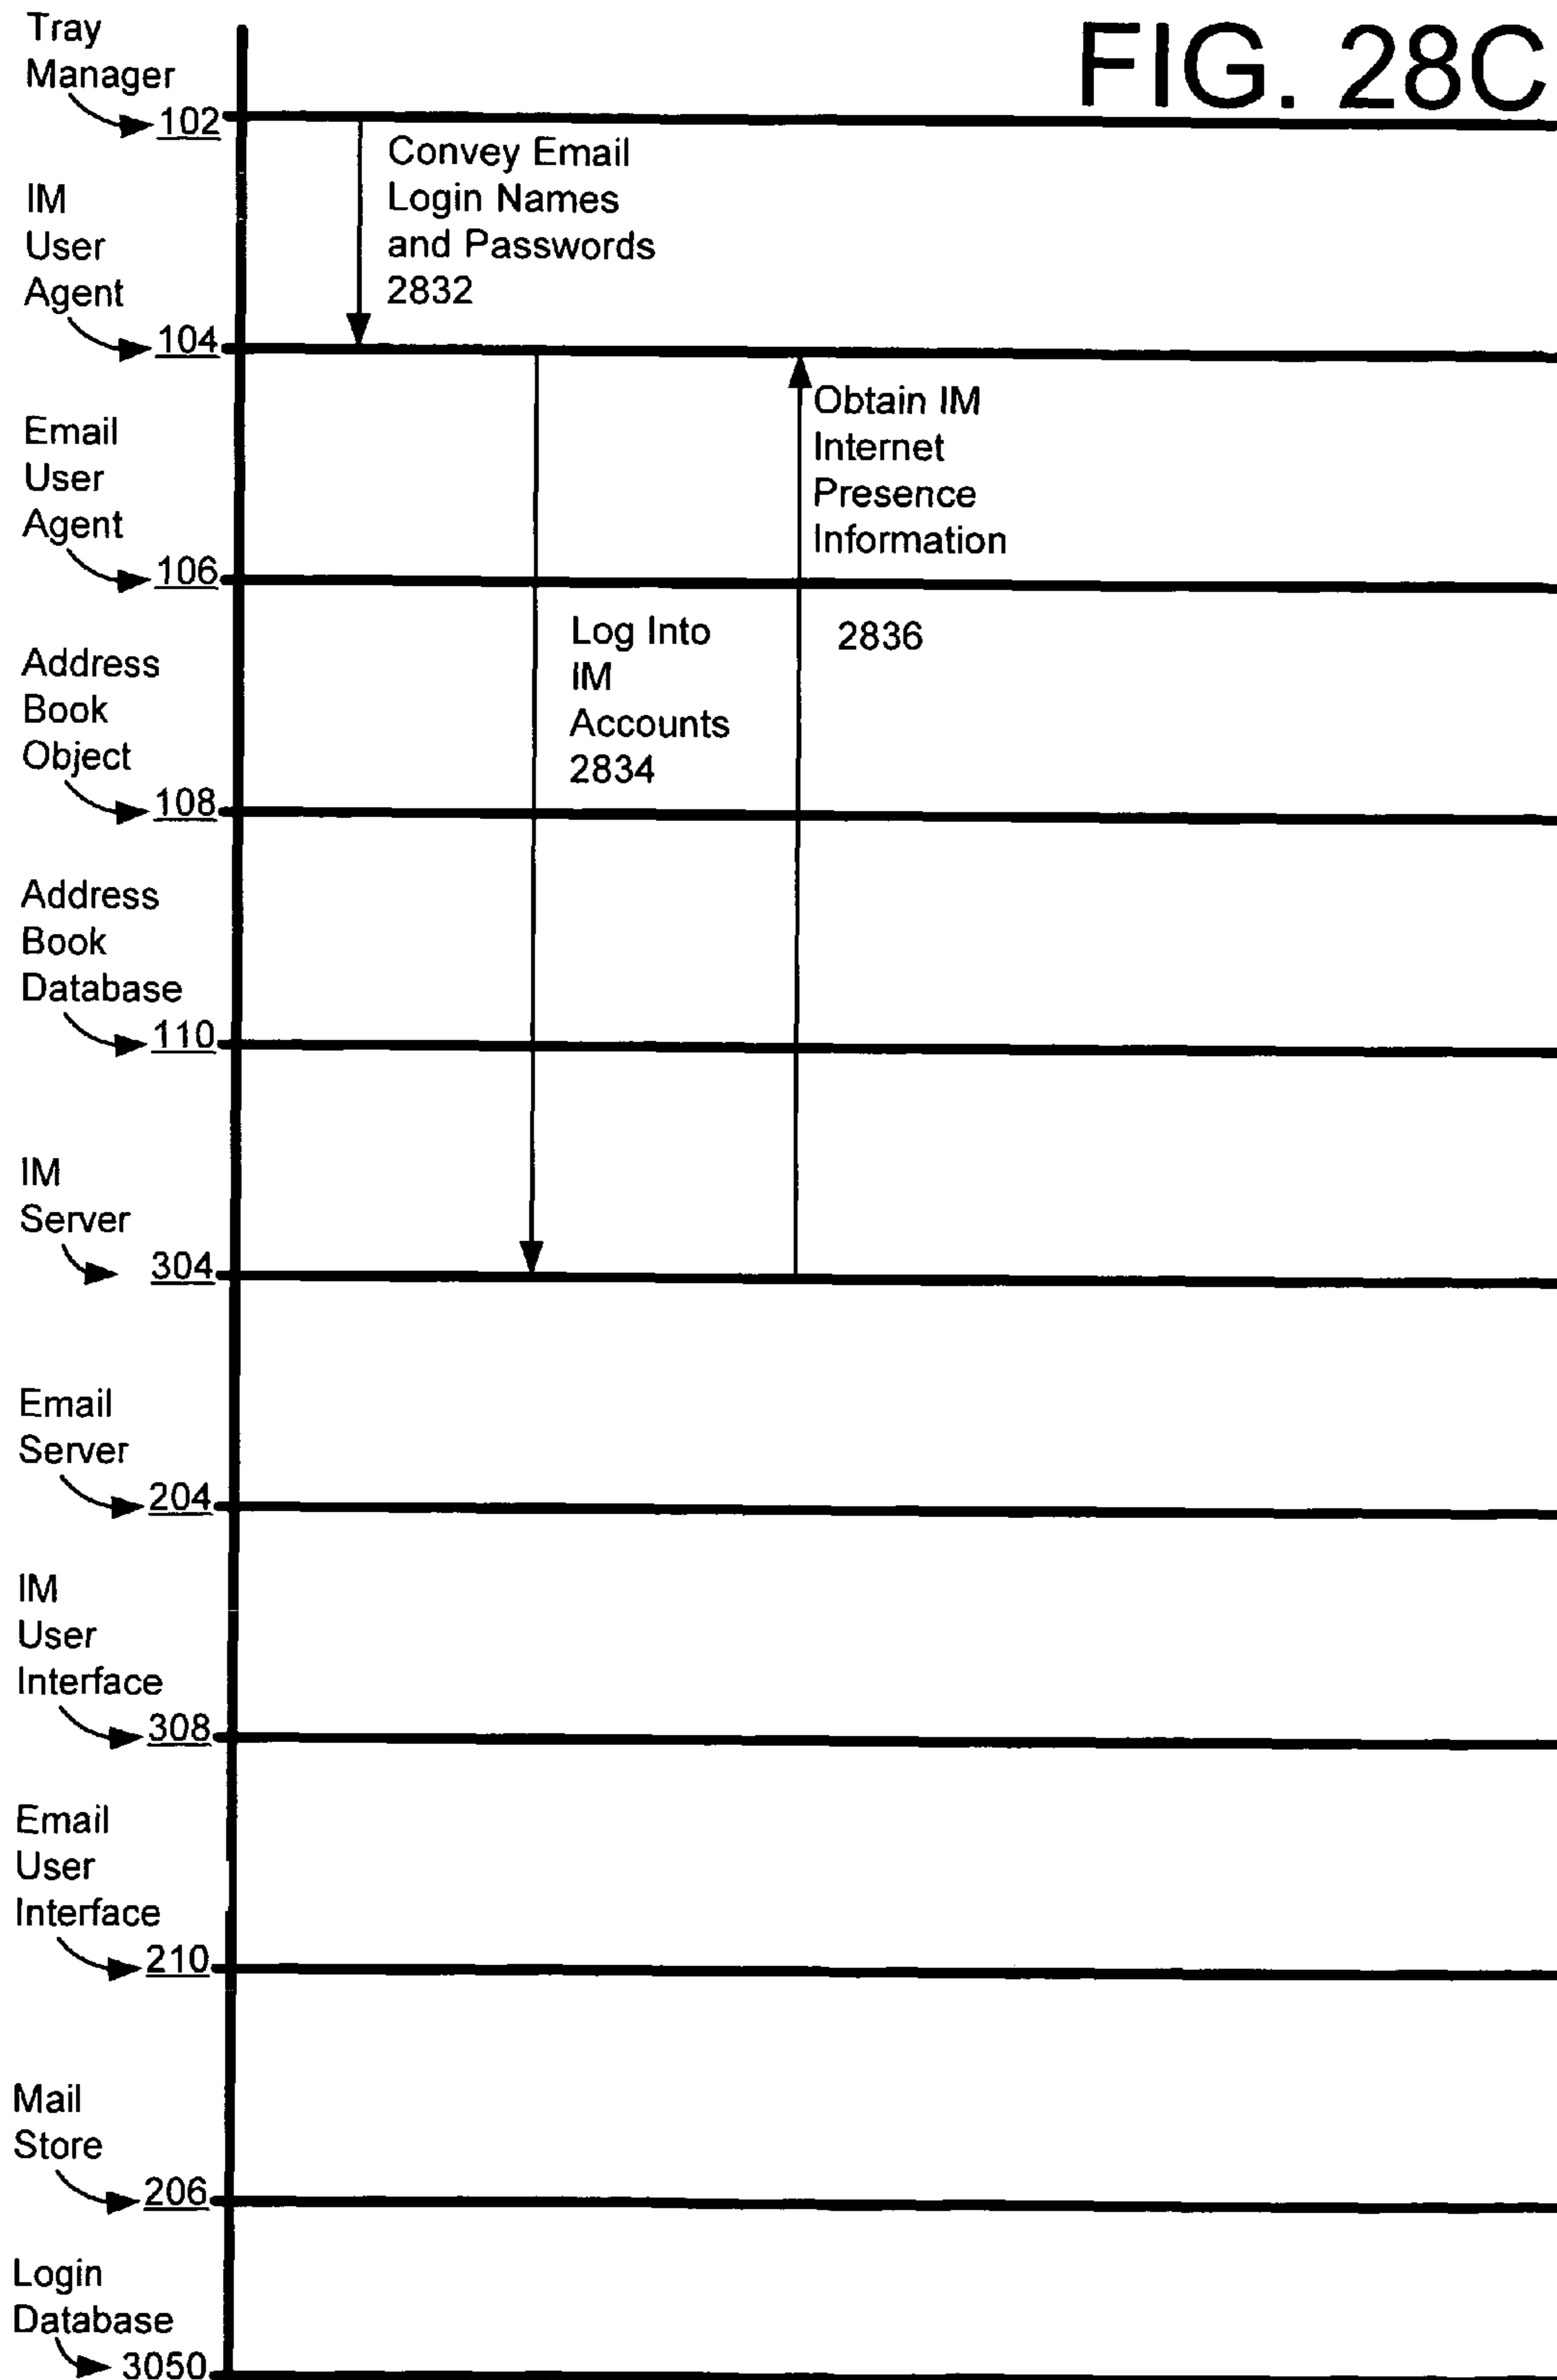 FIG. 28C
Tray
Manager
102
Convey Email
Login Names
and Passwords
2832
IM
User
Agent
104
Obtain IM
Internet
Presence
Information
2836
Email
User
Agent
106
Log Into
IM
Accounts
2834
Address
Book
Object
108
Address
Book
Database
110
IM
Server
304
Email
Server
204
IM
User
Interface
308
Email
User
Interface
210
Mail
Store
206
Login
Database
3050